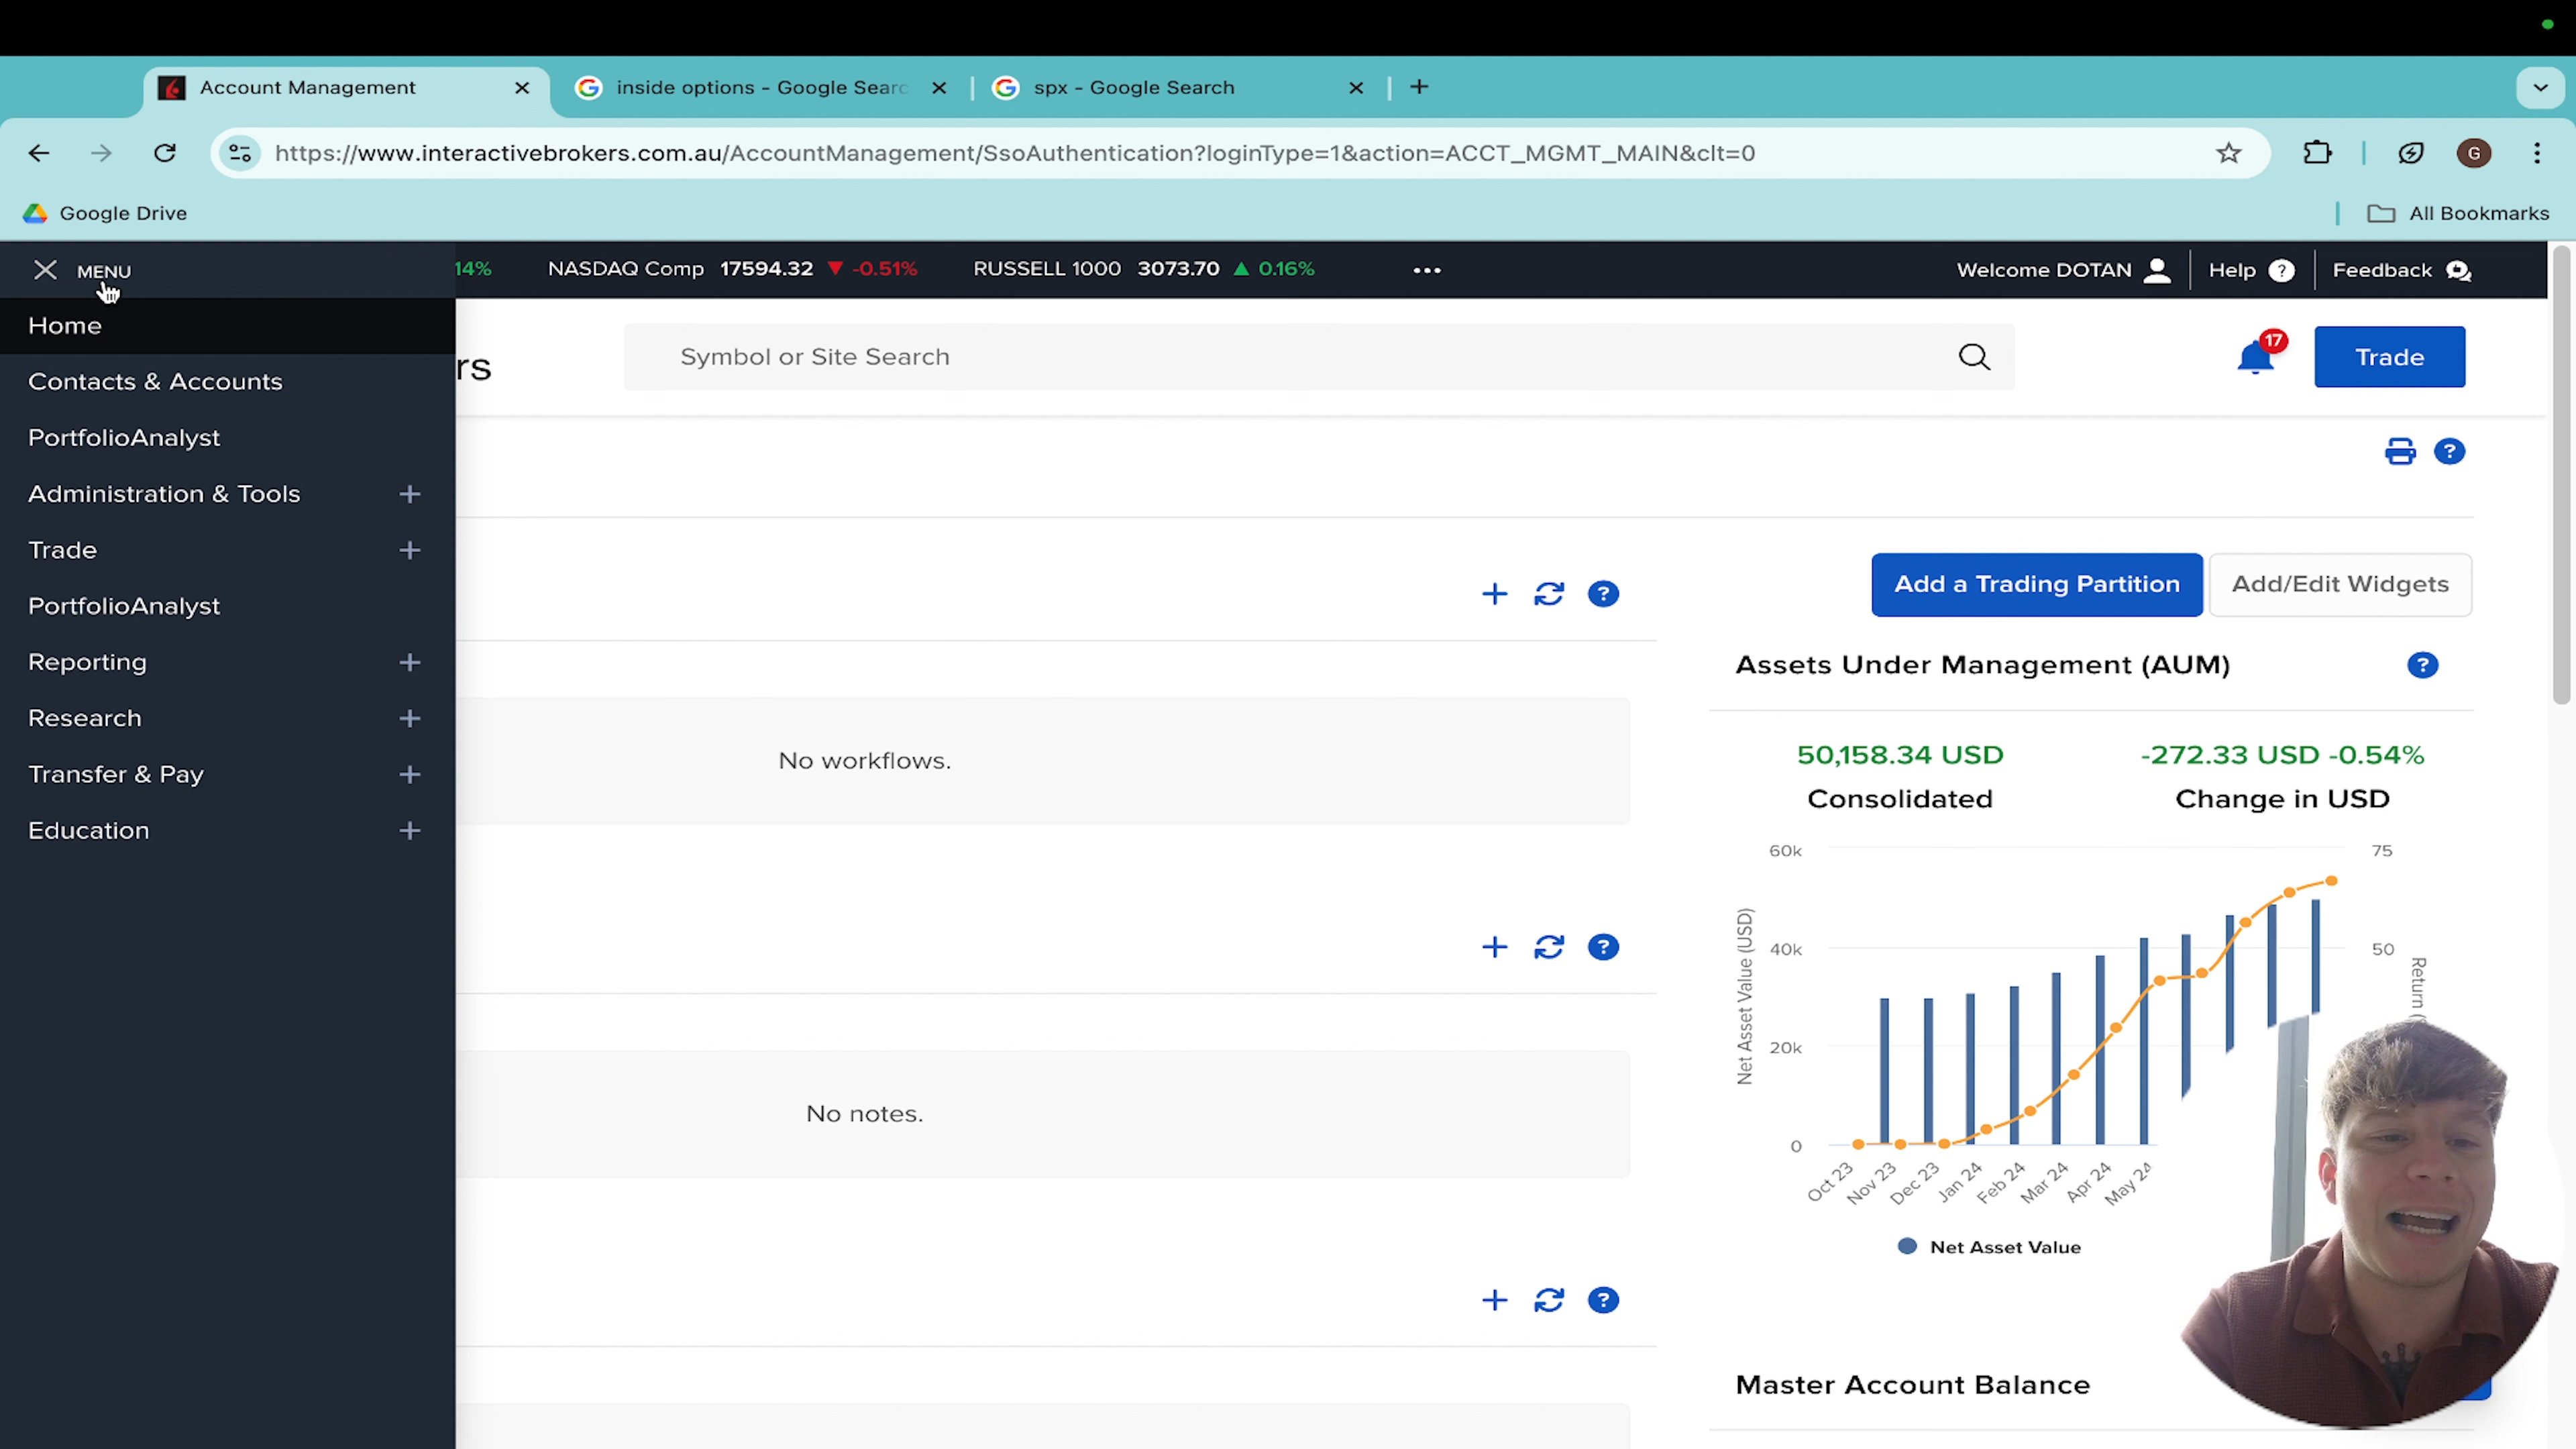 Account Management
inside options - Google Searc
spx - Google Search
https://www.interactivebrokers.com.au/AccountManagement/SsoAuthentication?loginType=1&action=ACCT_MGMT_MAIN&clt=0
G
Google Drive
All Bookmarks
MENU
14% NASDAQ Comp 17594.32 ▼ -0.51% RUSSELL 1000 3073.70 ▲ 0.16% •••
Welcome DOTAN Help ? Feedback
Home
Contacts & Accounts
PortfolioAnalyst
Administration & Tools +
Trade +
PortfolioAnalyst
Reporting +
Research +
Transfer & Pay +
Education +
rs
Symbol or Site Search
17
Trade
?
+ ?
No workflows.
+ ?
No notes.
+ ?
Add a Trading Partition
Add/Edit Widgets
Assets Under Management (AUM) ?
50,158.34 USD -272.33 USD -0.54%
Consolidated Change in USD
60k 75
40k 50
20k
0
Net Asset Value (USD)
Return (
Oct 23 Nov 23 Dec 23 Jan 24 Feb 24 Mar 24 Apr 24 May 24
Net Asset Value
Master Account Balance